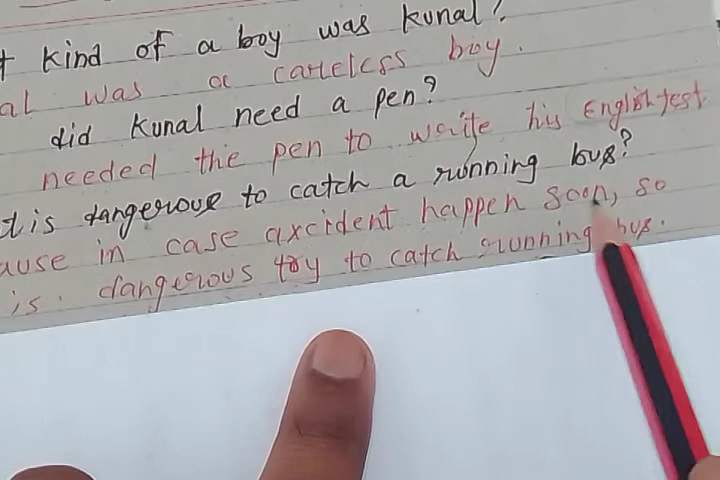 kind of a boy was kunal?
al was a careless boy.
did kunal need a pen?
needed the pen to write his English test
is dangerous to catch a running bus?
ause in case axcident happen soon, so
is. dangerous toy to catch running bus.